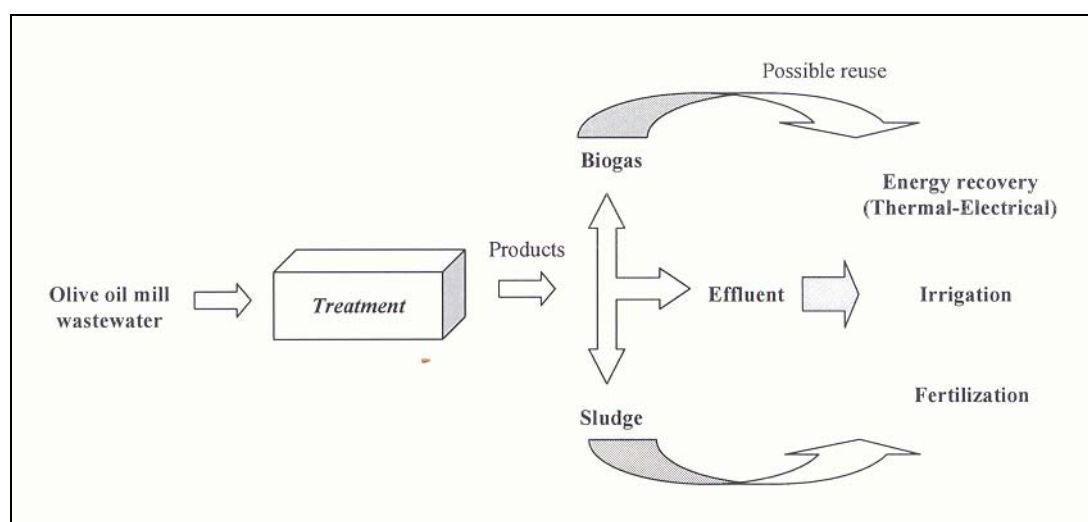 Possible reuse
Biogas
Energy recovery
(Thermal-Electrical)
Products
Olive oil mill
wastewater
Treatment
Effluent
Irrigation
Fertilization
Sludge